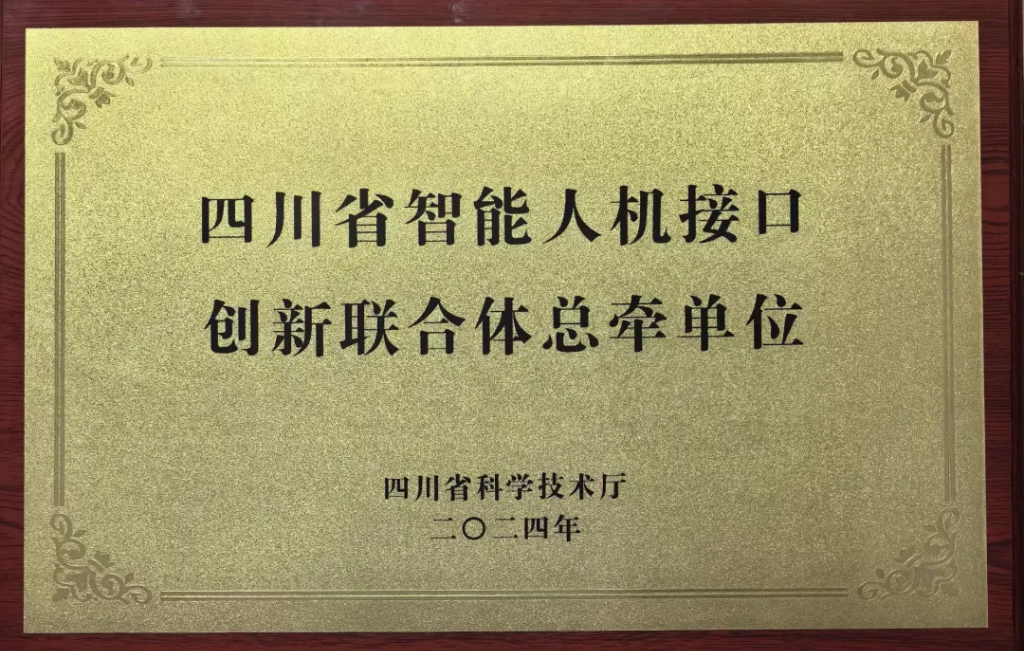 四川省智能人机接口
创新联合体总牵单位
四川省科学技术厅
二〇二四年